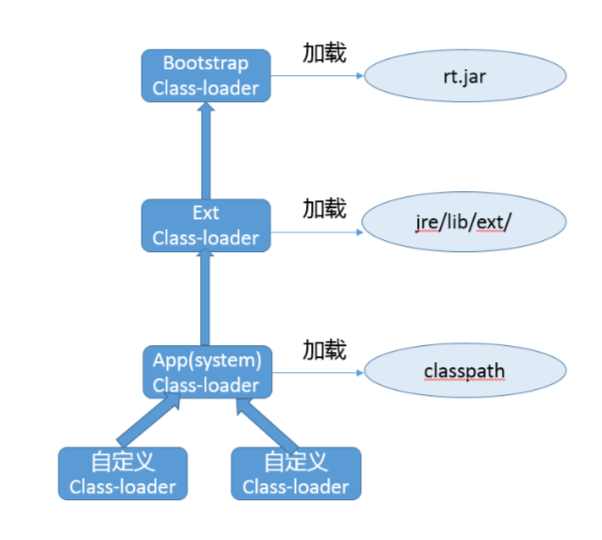 Bootstrap
Class-loader
加载
rt.jar
Ext
Class-loader
加载
jre/lib/ext/
App(system)
Class-loader
加载
classpath
自定义
Class-loader
自定义
Class-loader